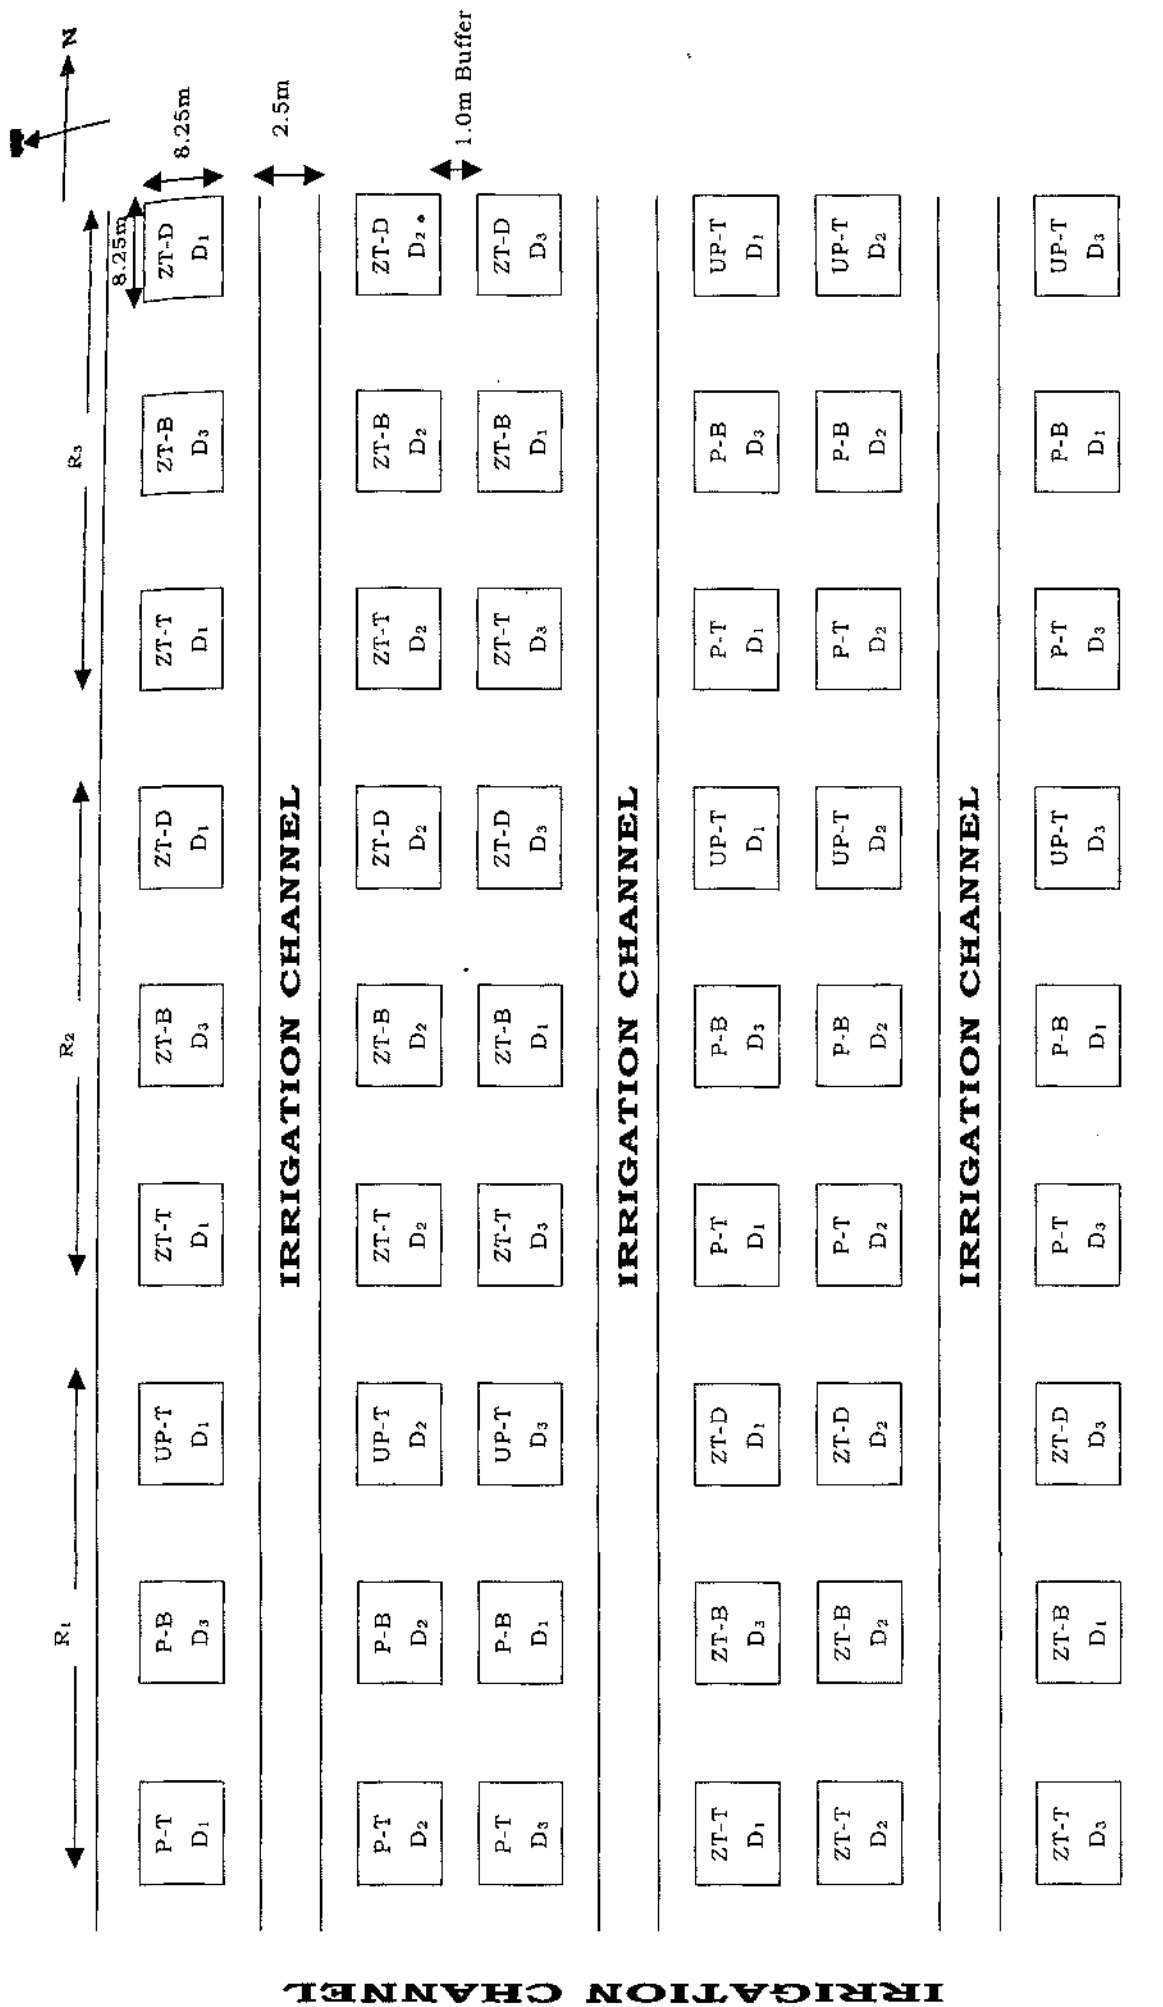 N
8.25m
2.5m
1.0m Buffer
8.25m
R3
R2
R1
ZT-D
D1
ZT-D
D2
ZT-D
D3
UP-T
D1
UP-T
D2
UP-T
D3
ZT-B
D3
ZT-B
D2
ZT-B
D1
P-B
D3
P-B
D2
P-B
D1
ZT-T
D1
ZT-T
D2
ZT-T
D3
P-T
D1
P-T
D2
P-T
D3
ZT-D
D1
ZT-D
D2
ZT-D
D3
UP-T
D1
UP-T
D2
UP-T
D3
ZT-B
D3
ZT-B
D2
ZT-B
D1
P-B
D3
P-B
D2
P-B
D1
ZT-T
D1
ZT-T
D2
ZT-T
D3
P-T
D1
P-T
D2
P-T
D3
UP-T
D1
UP-T
D2
UP-T
D3
ZT-D
D1
ZT-D
D2
ZT-D
D3
P-B
D3
P-B
D2
P-B
D1
ZT-B
D3
ZT-B
D2
ZT-B
D1
P-T
D1
P-T
D2
P-T
D3
ZT-T
D1
ZT-T
D2
ZT-T
D3
IRRIGATION CHANNEL
IRRIGATION CHANNEL
IRRIGATION CHANNEL
IRRIGATION CHANNEL